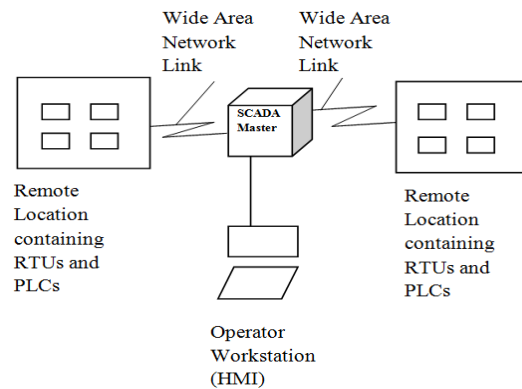 Wide Area
Network
Link
Wide Area
Network
Link
SCADA
Master
Remote
Location
containing
RTUs and
PLCs
Remote
Location
containing
RTUs and
PLCs
Operator
Workstation
(HMI)